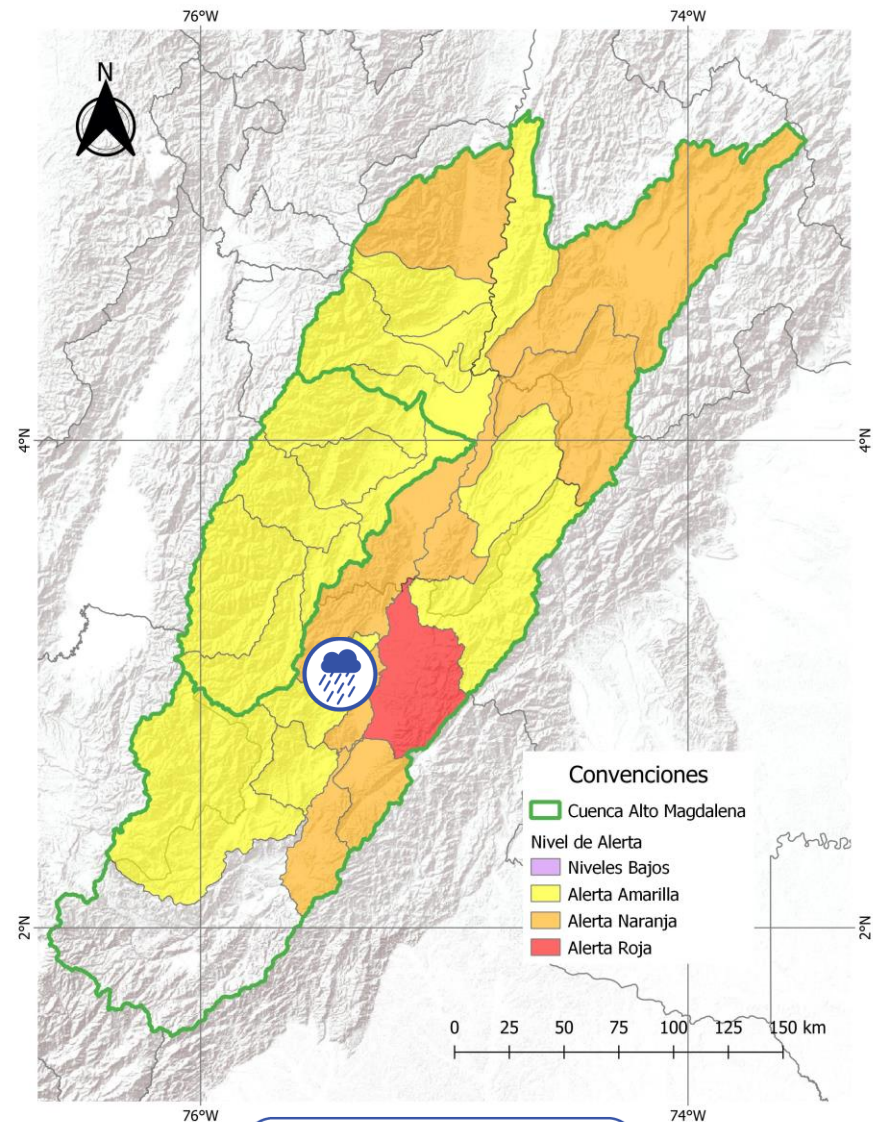 76°W
74°W
N
4°N
4°N
Convenciones
Cuenca Alto Magdalena
Nivel de Alerta
Niveles Bajos
Alerta Amarilla
Alerta Naranja
Alerta Roja
2°N
2°N
0 25 50 75 100 125 150 km
76°W
74°W